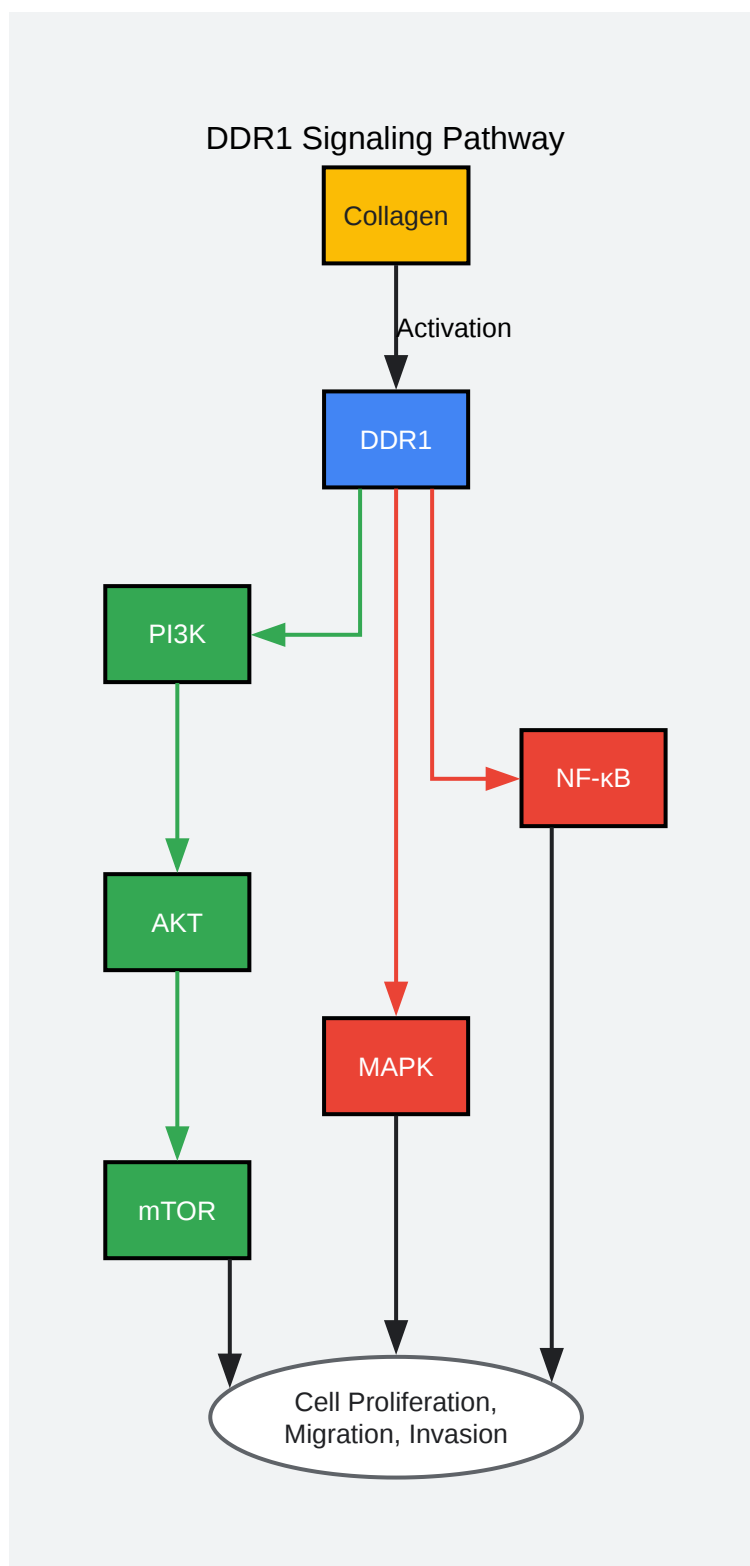 DDR1 Signaling Pathway
Collagen
Activation
DDR1
PI3K
NF-κB
AKT
MAPK
mTOR
Cell Proliferation,
Migration, Invasion